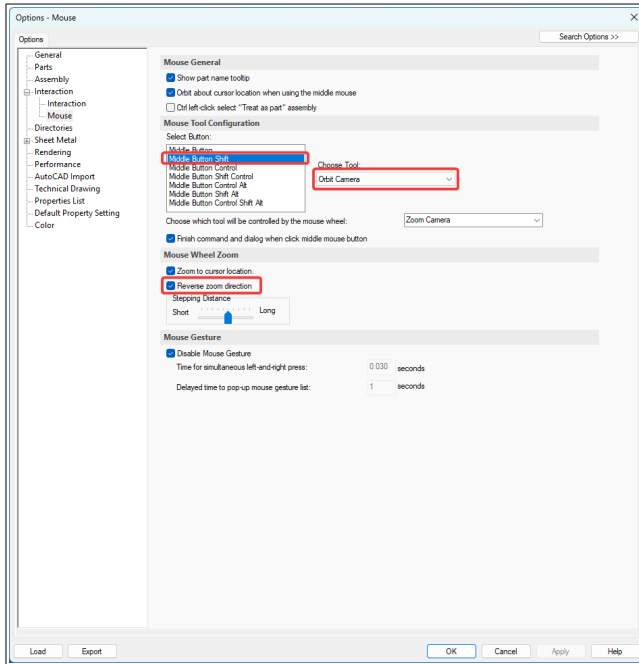 Options - Mouse
Options
Search Options >>
General
Parts
Assembly
Interaction
Interaction
Mouse
Directories
Sheet Metal
Rendering
Performance
AutoCAD Import
Technical Drawing
Properties List
Default Property Setting
Color
Mouse General
Show part name tooltip
Orbit about cursor location when using the middle mouse
Ctrl left-click select "Treat as part" assembly
Mouse Tool Configuration
Select Button:
Middle Button
Middle Button Shift
Middle Button Control
Middle Button Shift Control
Middle Button Control Alt
Middle Button Shift Alt
Middle Button Control Shift Alt
Choose Tool:
Orbit Camera
Choose which tool will be controlled by the mouse wheel:
Zoom Camera
Finish command and dialog when click middle mouse button
Mouse Wheel Zoom
Zoom to cursor location.
Reverse zoom direction
Stepping Distance
Short
Long
Mouse Gesture
Disable Mouse Gesture
Time for simultaneous left-and-right press:
0.030
seconds
Delayed time to pop-up mouse gesture list:
1
seconds
Load
Export
OK
Cancel
Apply
Help